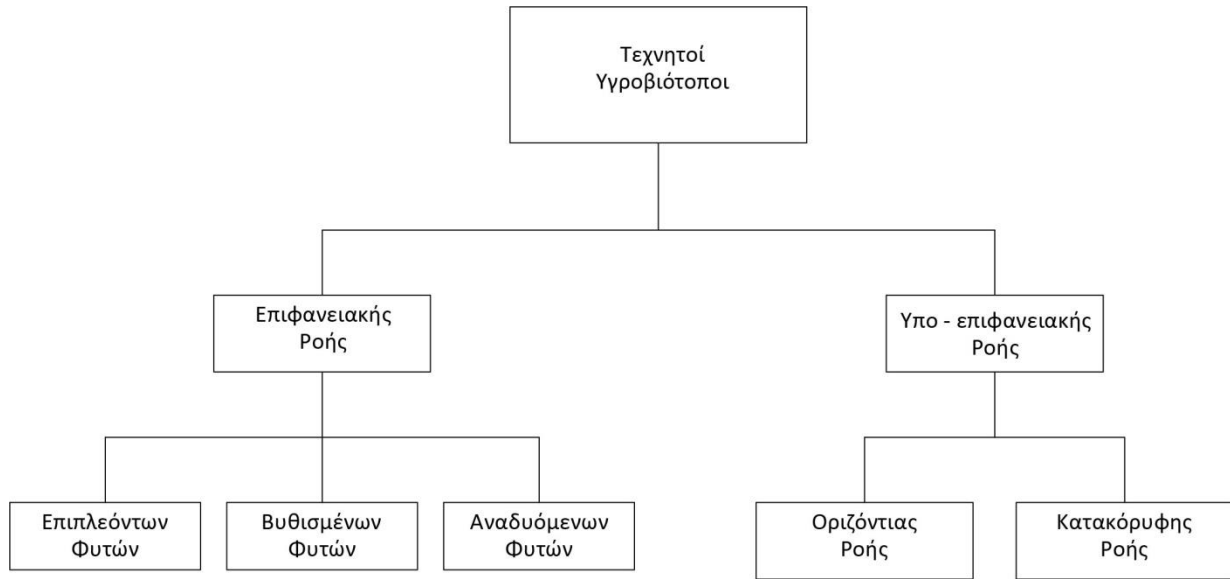 Τεχνητοί
Υγροβιότοποι
Επιφανειακής
Ροής
Υπο - επιφανειακής
Ροής
Επιπλεόντων
Φυτών
Βυθισμένων
Φυτών
Αναδυόμενων
Φυτών
Οριζόντιας
Ροής
Κατακόρυφης
Ροής